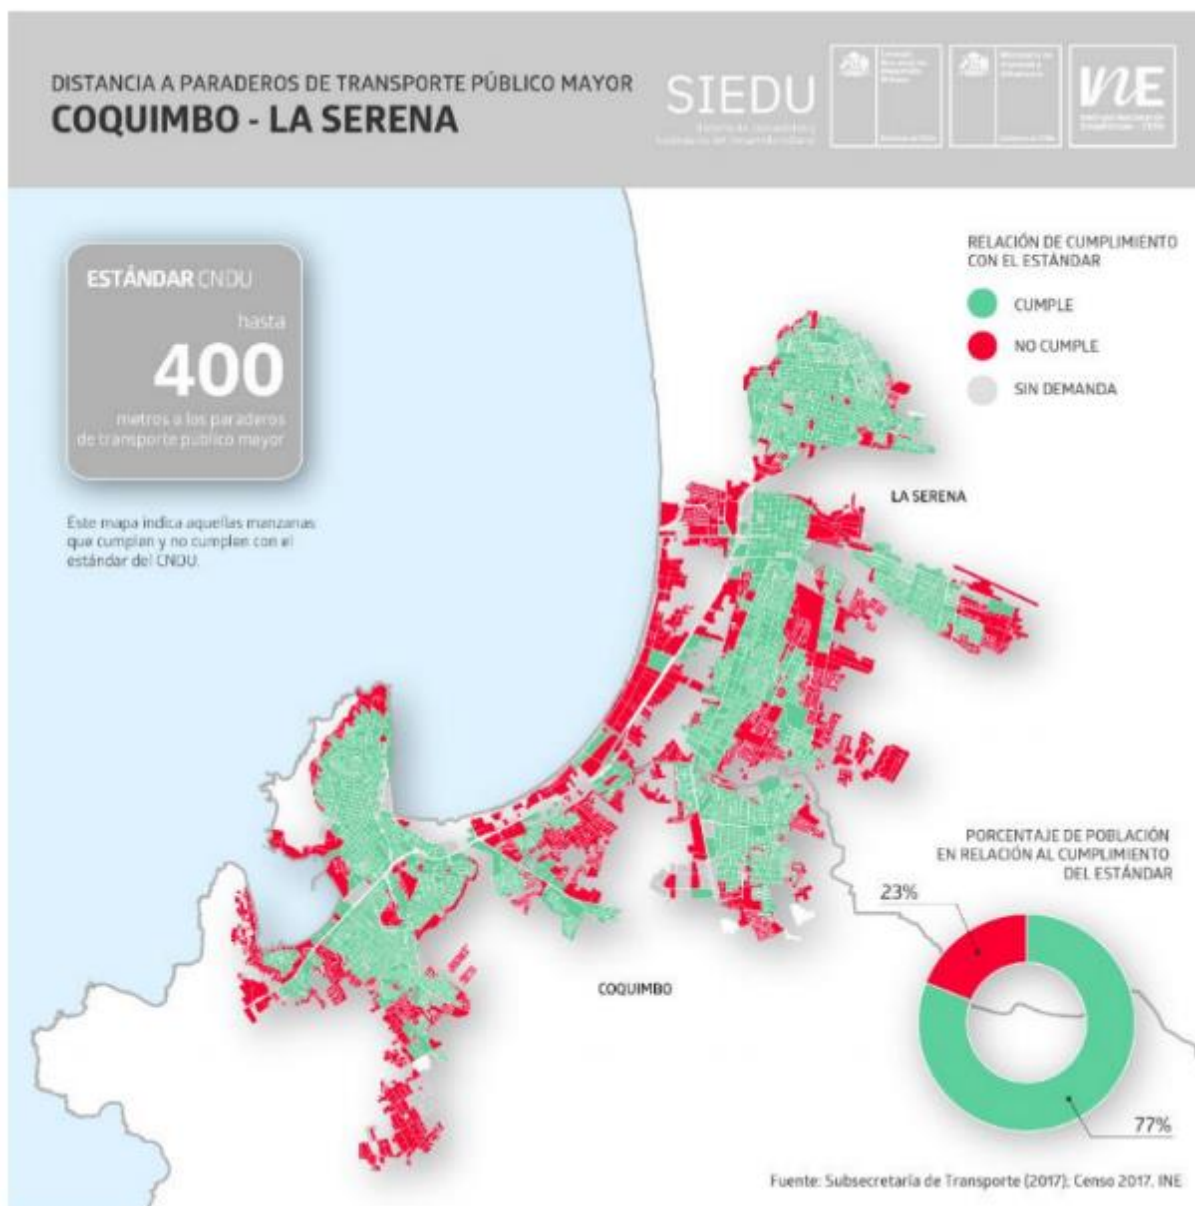 DISTANCIA A PARADEROS DE TRANSPORTE PÚBLICO MAYOR
COQUIMBO - LA SERENA
SIEDU
INE
ESTÁNDAR CNDU
hasta
400
metros a los paraderos
de transporte público mayor
Este mapa indica aquellas manzanas
que cumplen y no cumplen con el
estándar del CNDU.
RELACIÓN DE CUMPLIMIENTO
CON EL ESTÁNDAR
CUMPLE
NO CUMPLE
SIN DEMANDA
LA SERENA
COQUIMBO
PORCENTAJE DE POBLACIÓN
EN RELACIÓN AL CUMPLIMIENTO
DEL ESTÁNDAR
23%
77%
Fuente: Subsecretaría de Transporte (2017), Censo 2017, INE